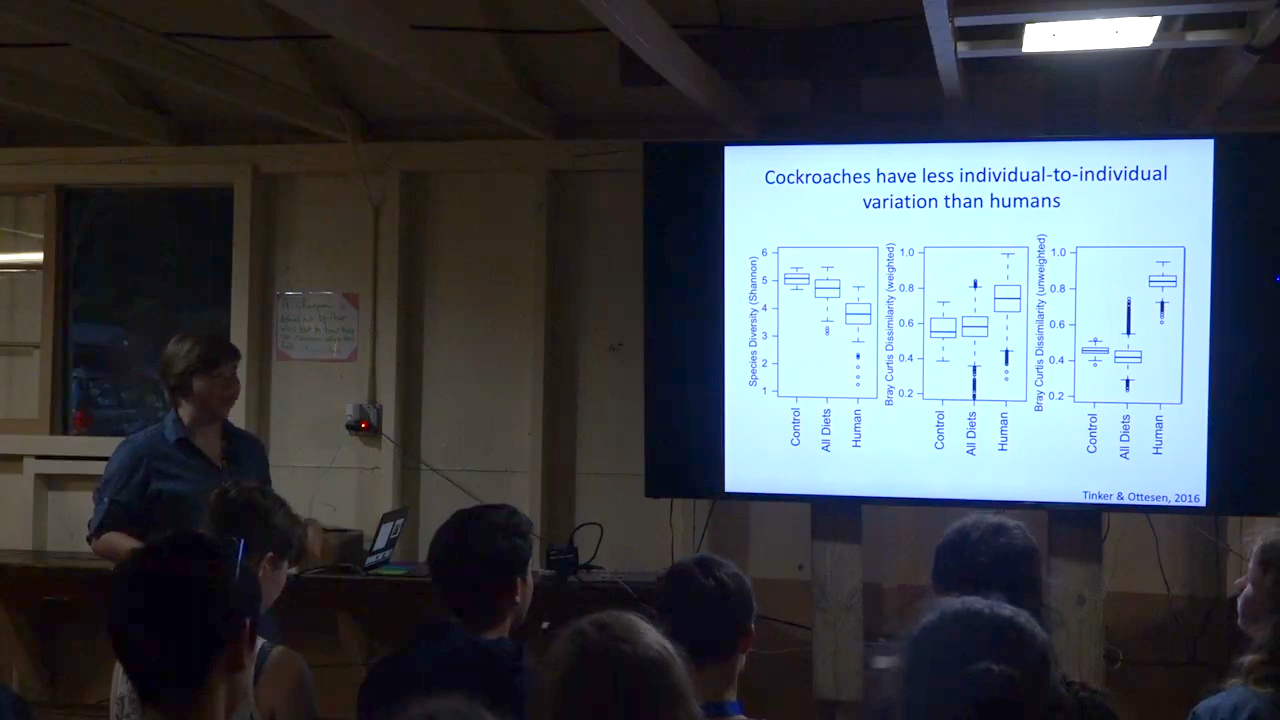 Cockroaches have less individual-to-individual
variation than humans
Species Diversity (Shannon)
6
5
4
3
2
1
Control
All Diets
Human
Bray Curtis Dissimilarity (weighted)
1.0
0.8
0.6
0.4
0.2
Control
All Diets
Human
Bray Curtis Dissimilarity (unweighted)
1.0
0.8
0.6
0.4
0.2
Control
All Diets
Human
Tinker & Ottesen, 2016